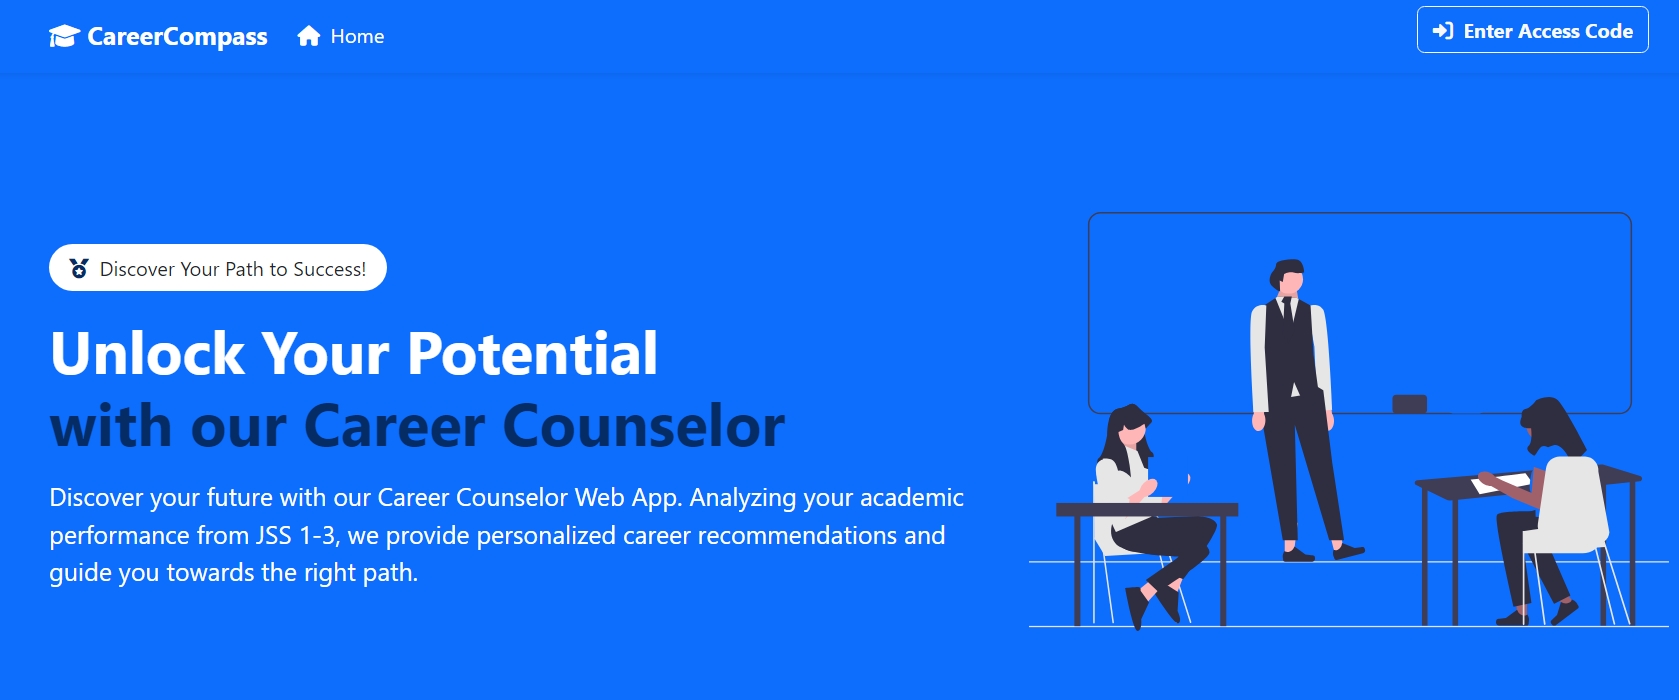 CareerCompass Home Enter Access Code
Discover Your Path to Success!
Unlock Your Potential
with our Career Counselor
Discover your future with our Career Counselor Web App. Analyzing your academic
performance from JSS 1-3, we provide personalized career recommendations and
guide you towards the right path.